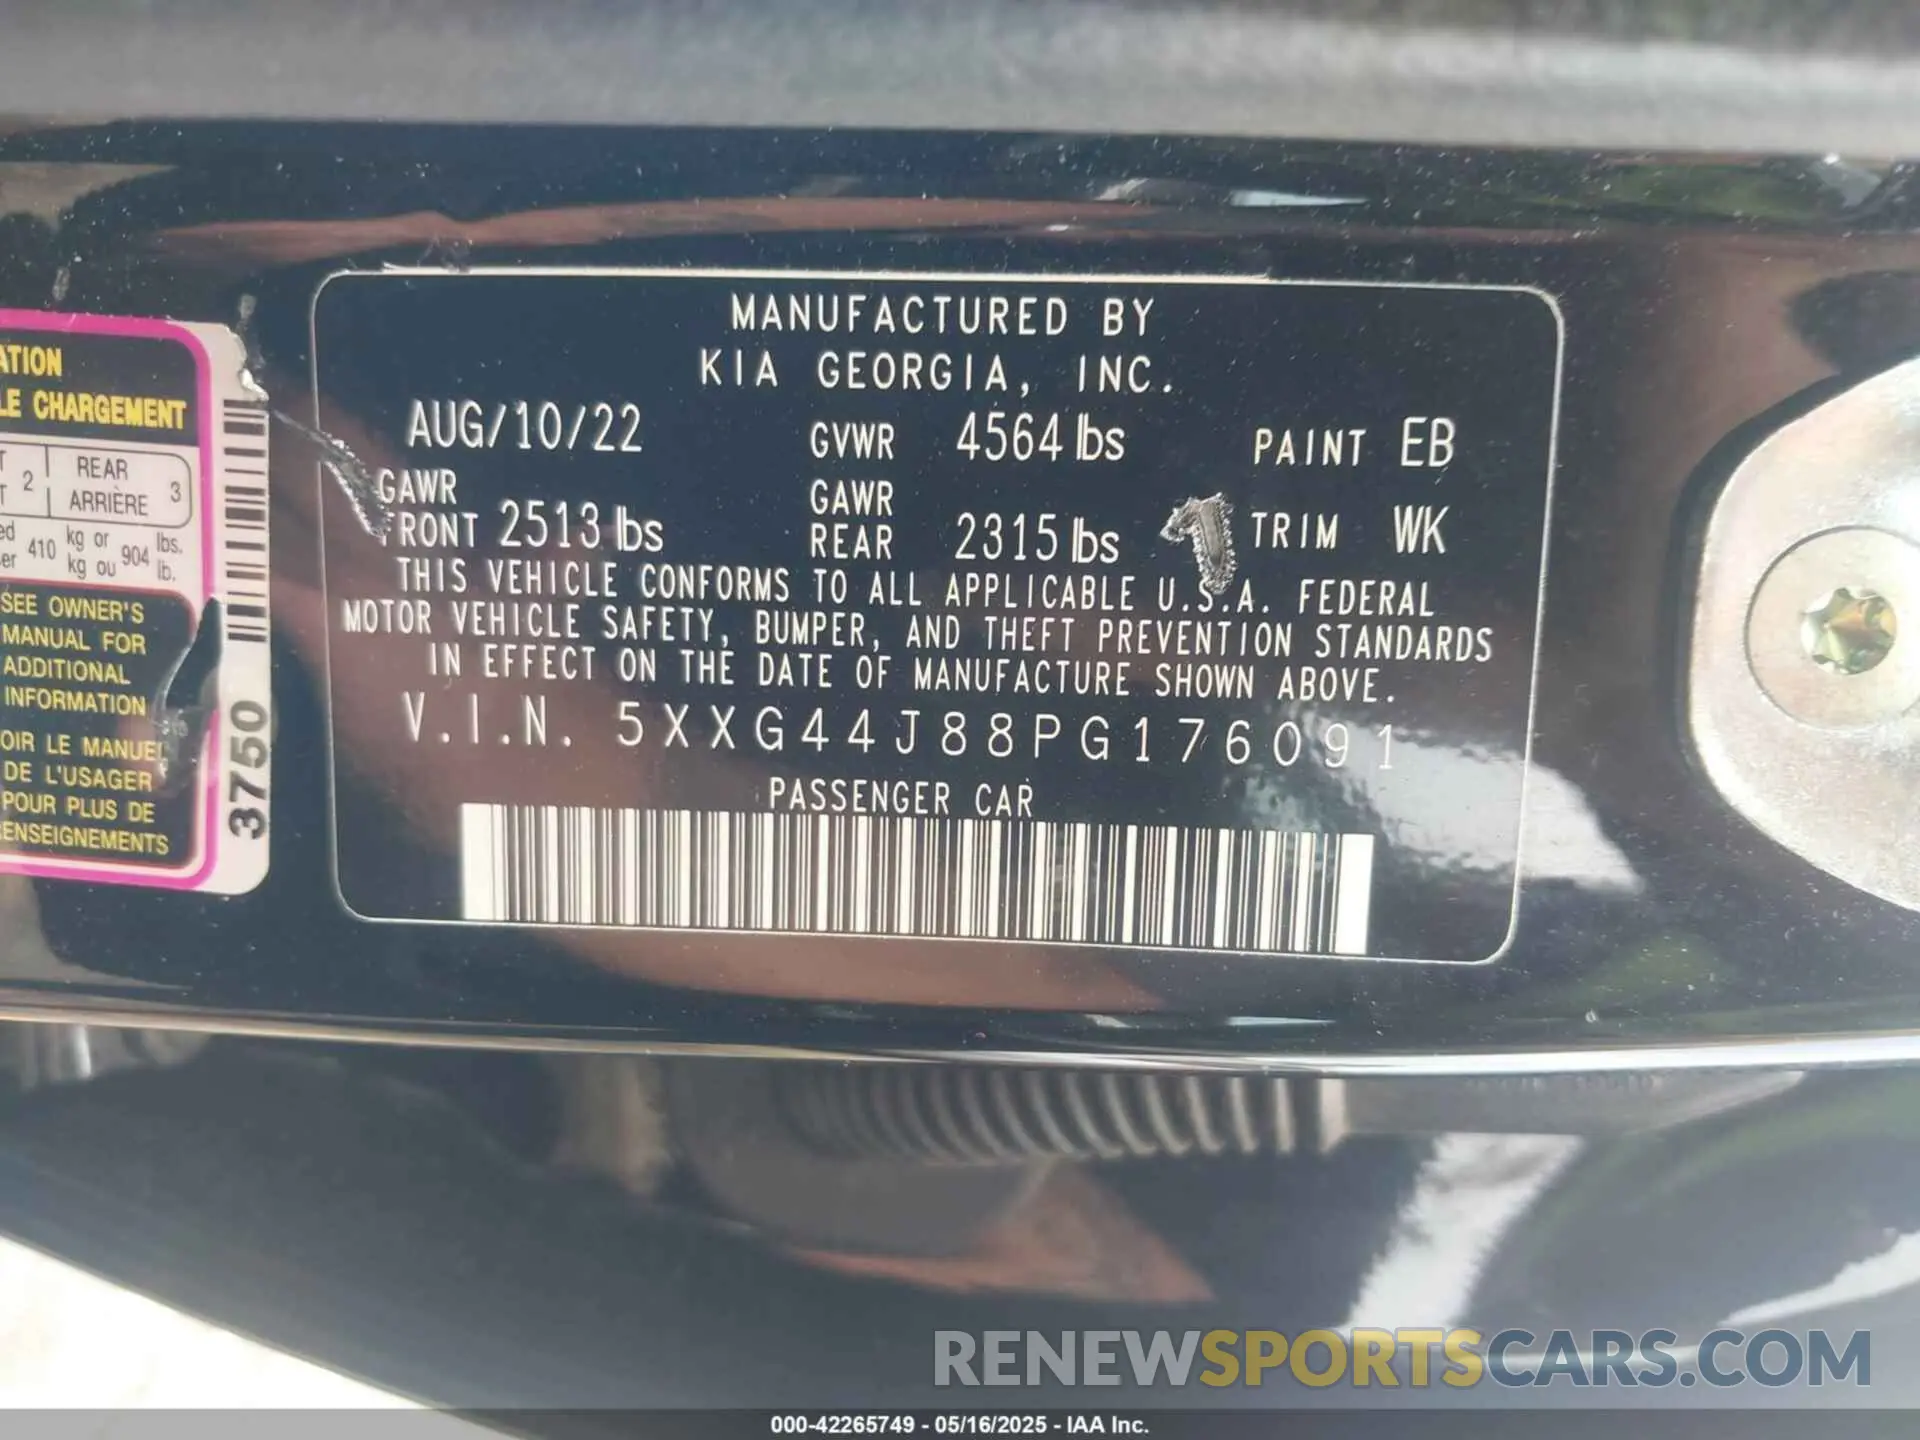 MANUFACTURED BY
KIA GEORGIA, INC.
AUG/10/22 GVWR 4564 lbs PAINT EB
GAWR FRONT 2513 lbs GAWR REAR 2315 lbs TRIM WK
THIS VEHICLE CONFORMS TO ALL APPLICABLE U.S.A. FEDERAL
MOTOR VEHICLE SAFETY, BUMPER, AND THEFT PREVENTION STANDARDS
IN EFFECT ON THE DATE OF MANUFACTURE SHOWN ABOVE.
V.I.N. 5XXG44J88PG176091
PASSENGER CAR
CHARGEMENT
2 REAR
ARRIÈRE 3
410 kg or kg ou 904 lbs. lb.
SEE OWNER'S
MANUAL FOR
ADDITIONAL
INFORMATION
LE MANUEL
DE L'USAGER
POUR PLUS DE
3750
RENEWSPORTSCARS.COM
000-42265749 - 05/16/2025 - IAA Inc.